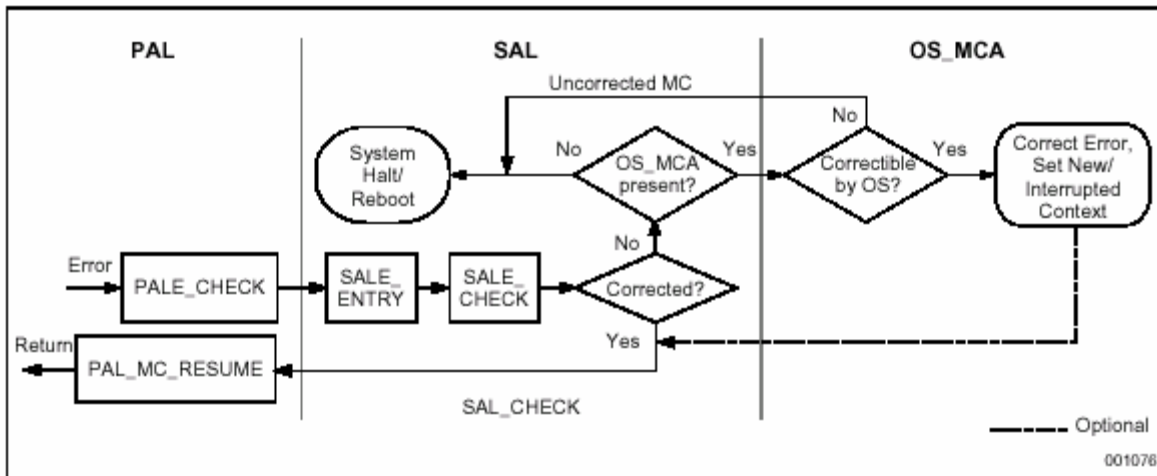 PAL
SAL
OS_MCA
Uncorrected MC
No
System
Halt/
Reboot
No
OS_MCA
present?
Yes
Correctible
by OS?
Yes
Correct Error,
Set New/
Interrupted
Context
No
Error
PALE_CHECK
SALE_
ENTRY
SALE_
CHECK
Corrected?
Yes
Return
PAL_MC_RESUME
SAL_CHECK
Optional
001076